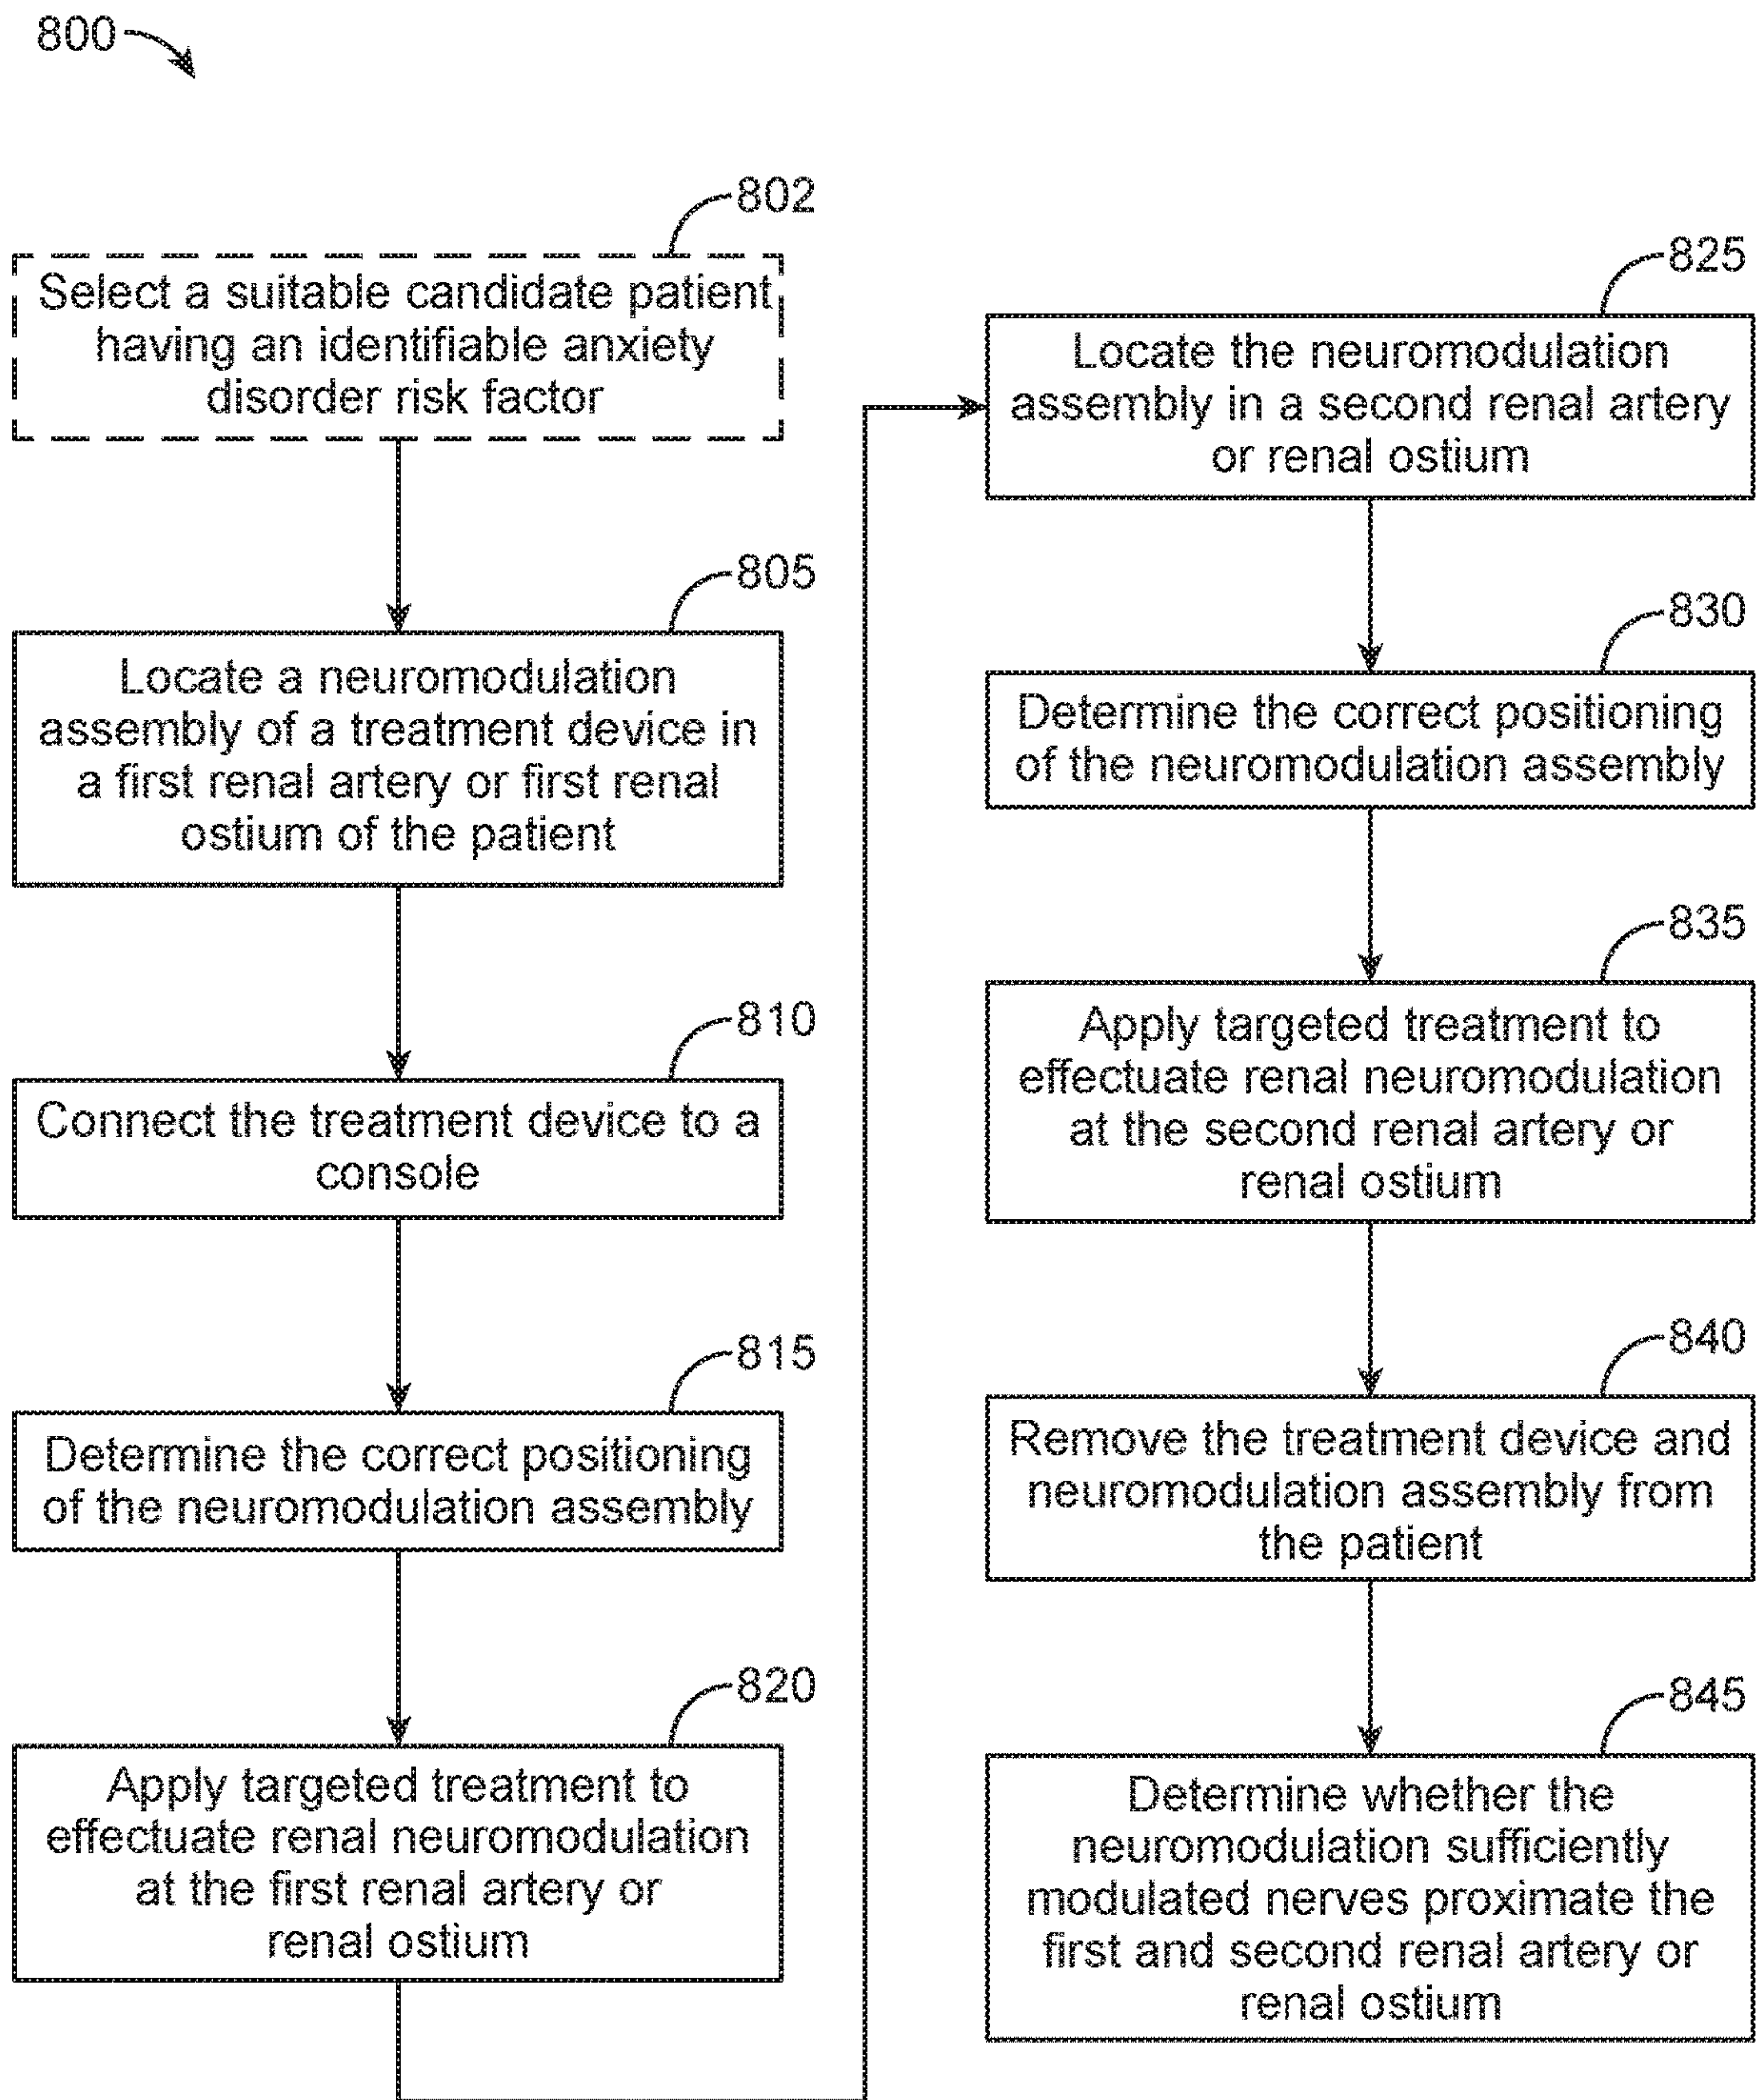 800
802
Select a suitable candidate patient
having an identifiable anxiety
disorder risk factor
805
Locate a neuromodulation
assembly of a treatment device in
a first renal artery or first renal
ostium of the patient
810
Connect the treatment device to a
console
815
Determine the correct positioning
of the neuromodulation assembly
820
Apply targeted treatment to
effectuate renal neuromodulation
at the first renal artery or
renal ostium
825
Locate the neuromodulation
assembly in a second renal artery
or renal ostium
830
Determine the correct positioning
of the neuromodulation assembly
835
Apply targeted treatment to
effectuate renal neuromodulation
at the second renal artery or
renal ostium
840
Remove the treatment device and
neuromodulation assembly from
the patient
845
Determine whether the
neuromodulation sufficiently
modulated nerves proximate the
first and second renal artery or
renal ostium